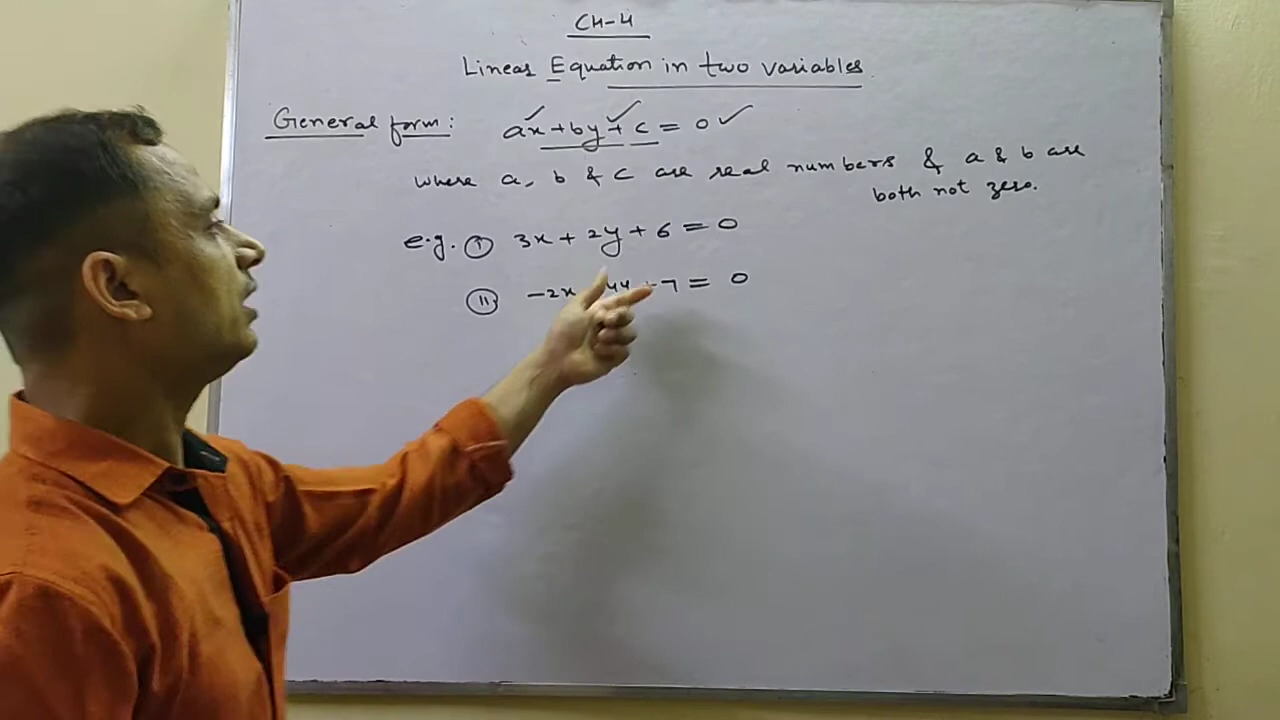 CH-4
Linear Equation in two variables
General form: ax+by+c=0
where a, b & c are real numbers & a & b are
both not zero.
e.g. (i) 3x + 2y + 6 = 0
(ii) -2x 7 = 0